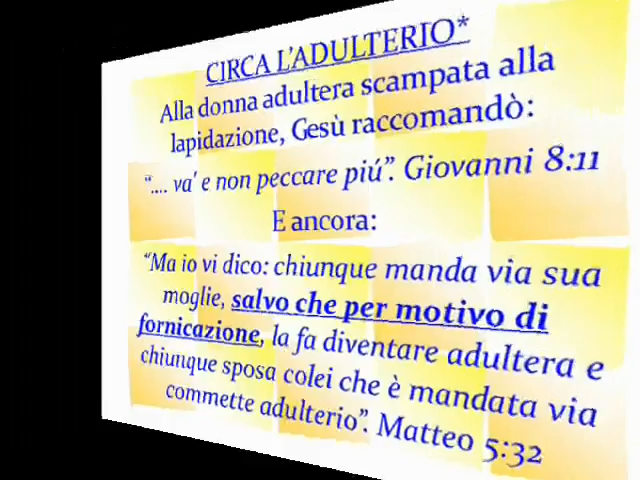 CIRCA L'ADULTERIO*
Alla donna adultera scampata alla
lapidazione, Gesù raccomandò:
“.... va' e non peccare piú”. Giovanni 8:11
E ancora:
“Ma io vi dico: chiunque manda via sua
moglie, salvo che per motivo di
fornicazione, la fa diventare adultera e
chiunque sposa colei che è mandata via
commette adulterio”. Matteo 5:32